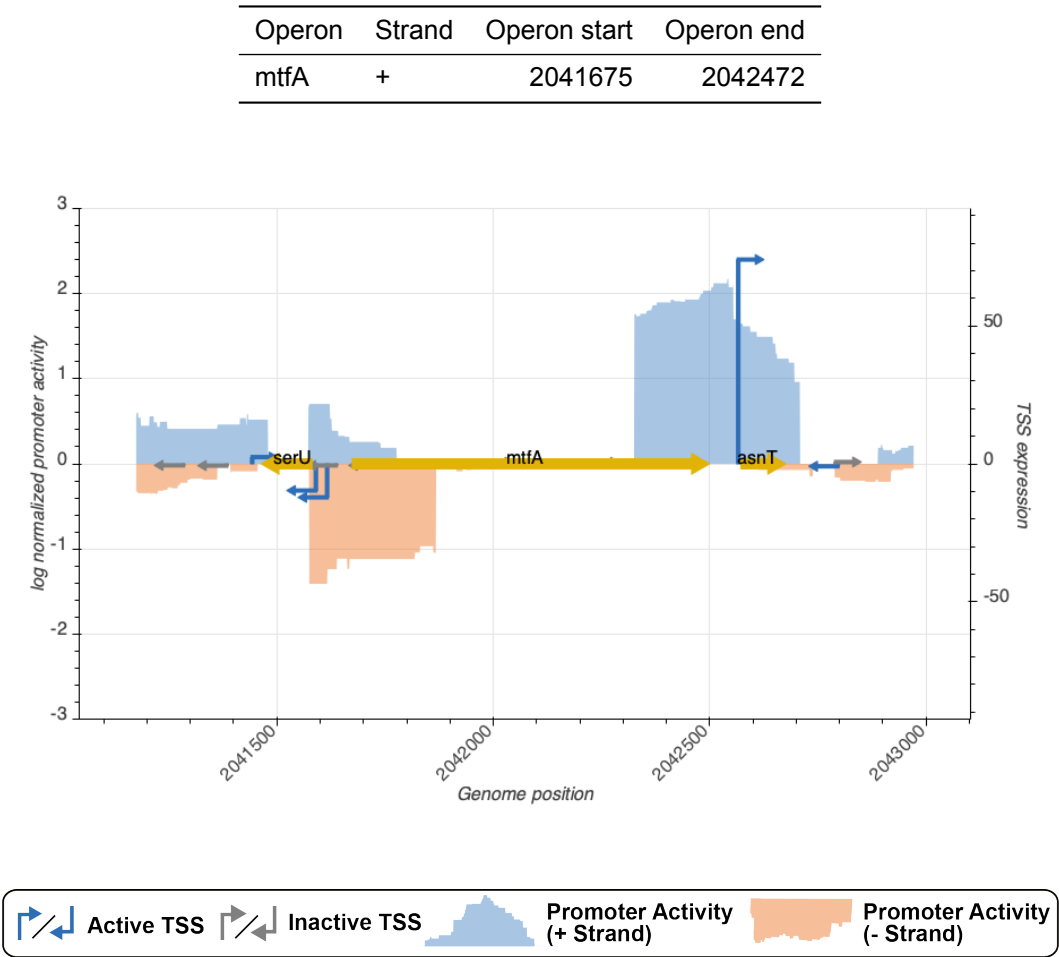 Operon Strand Operon start Operon end
mtfA + 2041675 2042472
3
2
1
0
-1
-2
-3
log normalized promoter activity
50
0
-50
TSS expression
serU mtfA asnT
2041500 2042000 2042500 2043000
Genome position
Active TSS
Inactive TSS
Promoter Activity
(+ Strand)
Promoter Activity
(- Strand)